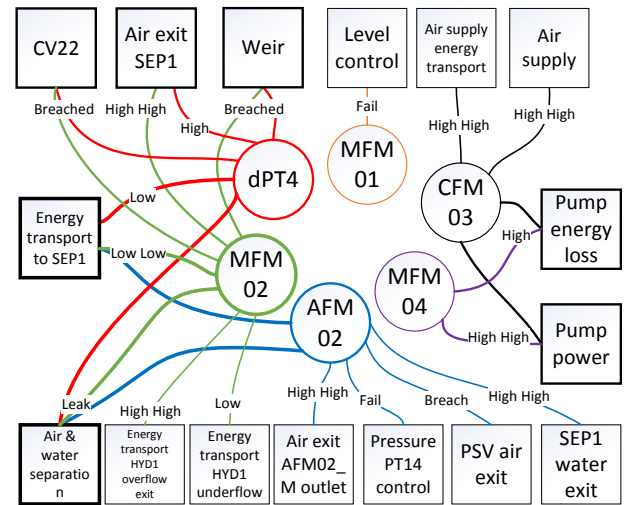 CV22
Air exit
SEP1
Weir
Level
control
Air supply
energy
transport
Air
supply
Breached
High High
High
Breached
Fail
High High
High High
dPT4
MFM
01
CFM
03
Low
Energy
transport
to SEP1
Low Low
MFM
02
AFM
02
MFM
04
High
Pump
energy
loss
High High
Pump
power
Leak
High High
Low
High High
Fail
Breach
High High
Air &
water
separatio
n
Energy
transport
HYD1
overflow
exit
Energy
transport
HYD1
underflow
Air exit
AFM02_
M outlet
Pressure
PT14
control
PSV air
exit
SEP1
water
exit